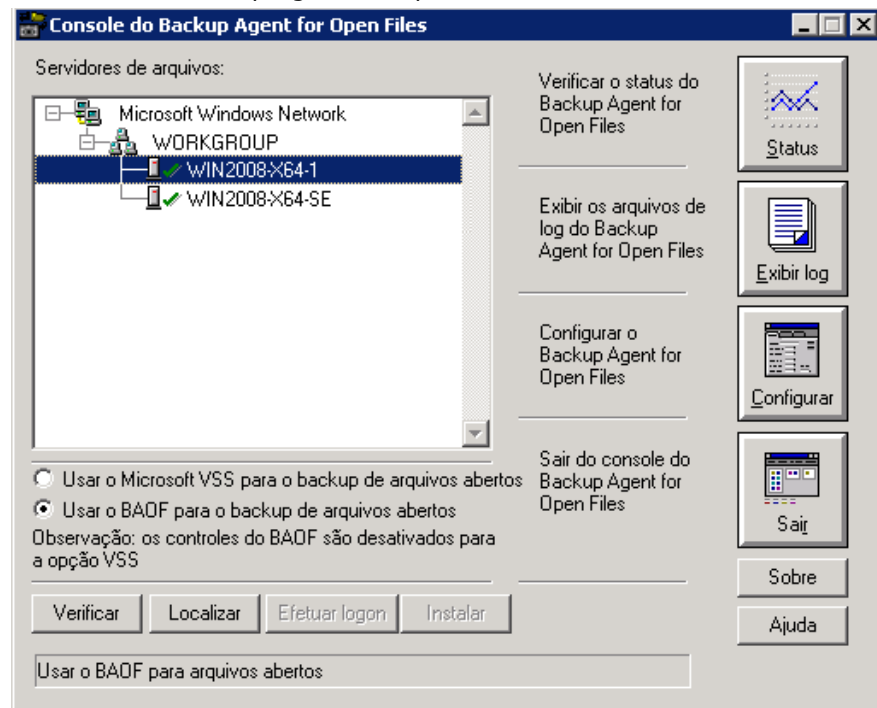 Console do Backup Agent for Open Files
Servidores de arquivos:
Microsoft Windows Network
WORKGROUP
WIN2008-X64-1
WIN2008-X64-SE
Usar o Microsoft VSS para o backup de arquivos abertos
Usar o BAOF para o backup de arquivos abertos
Observação: os controles do BAOF são desativados para
a opção VSS
Verificar
Localizar
Efetuar logon
Instalar
Usar o BAOF para arquivos abertos
Verificar o status do
Backup Agent for
Open Files
Status
Exibir os arquivos de
log do Backup
Agent for Open Files
Exibir log
Configurar o
Backup Agent for
Open Files
Configurar
Sair do console do
Backup Agent for
Open Files
Sair
Sobre
Ajuda